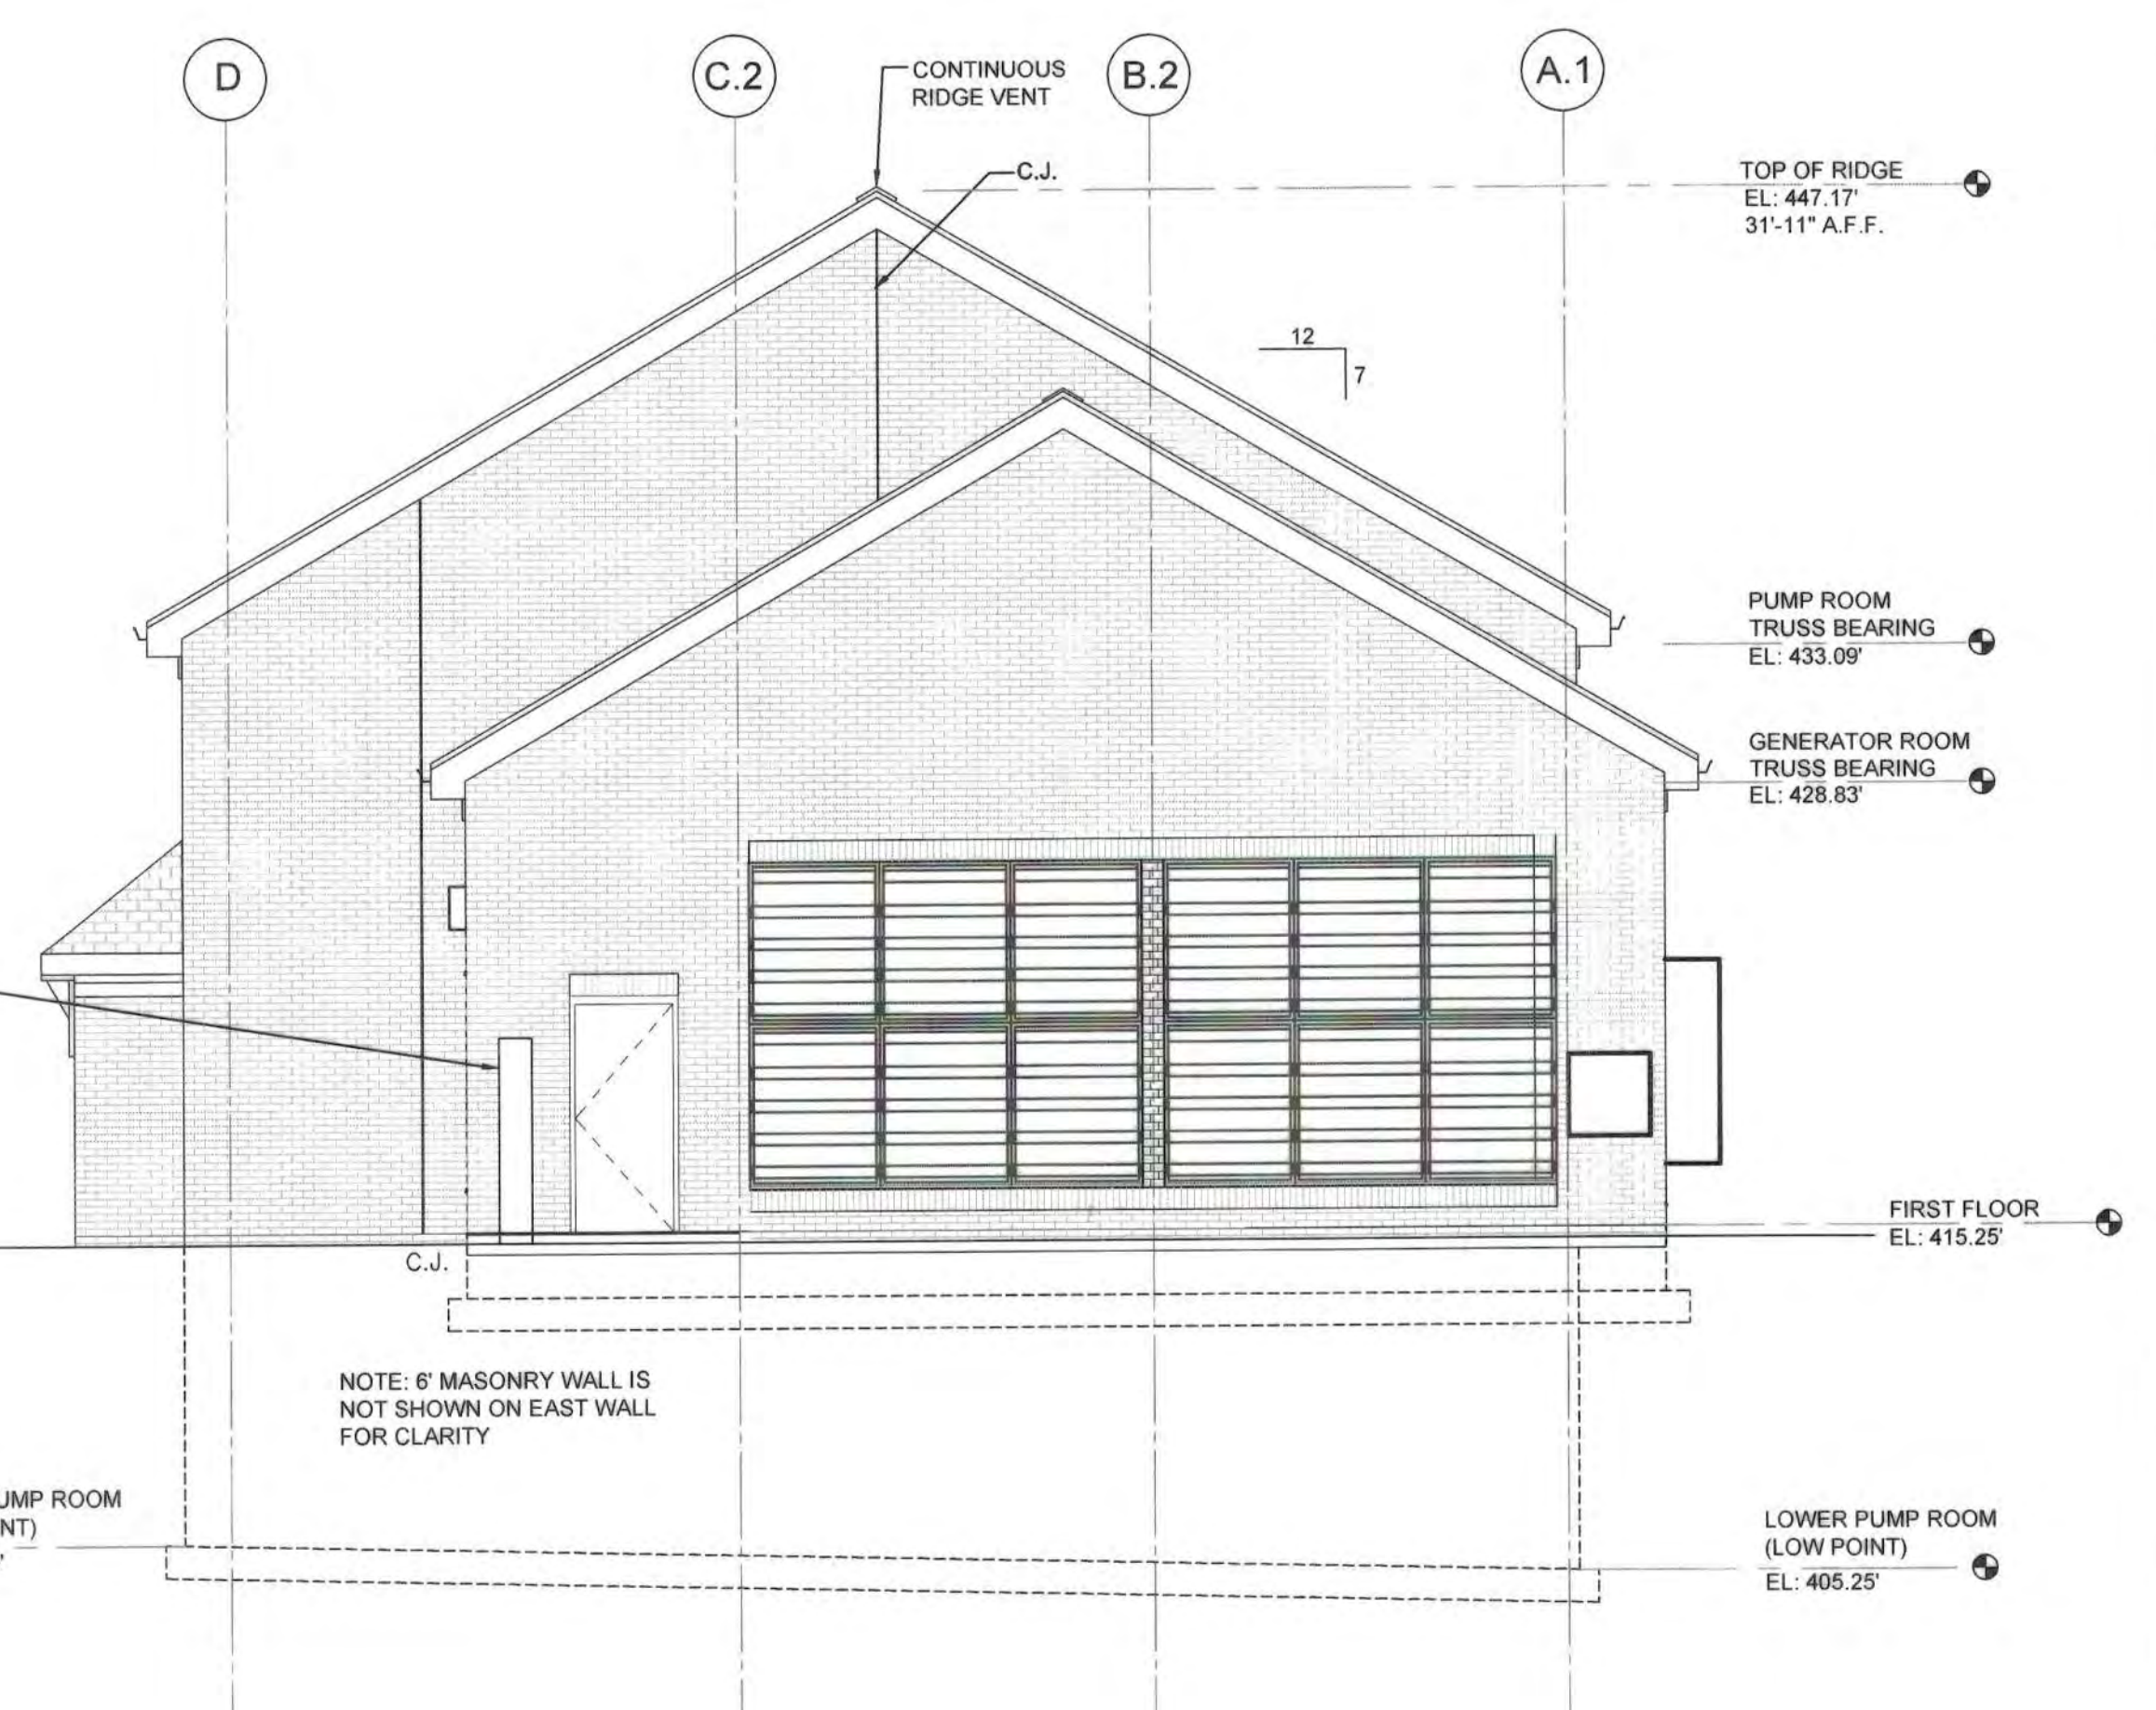 D
C.2
B.2
A.1
CONTINUOUS
RIDGE VENT
C.J.
TOP OF RIDGE
EL: 447.17'
31'-11" A.F.F.
12
7
PUMP ROOM
TRUSS BEARING
EL: 433.09'
GENERATOR ROOM
TRUSS BEARING
EL: 428.83'
FIRST FLOOR
EL: 415.25'
C.J.
NOTE: 6' MASONRY WALL IS
NOT SHOWN ON EAST WALL
FOR CLARITY
UMP ROOM
NT)
'
LOWER PUMP ROOM
(LOW POINT)
EL: 405.25'